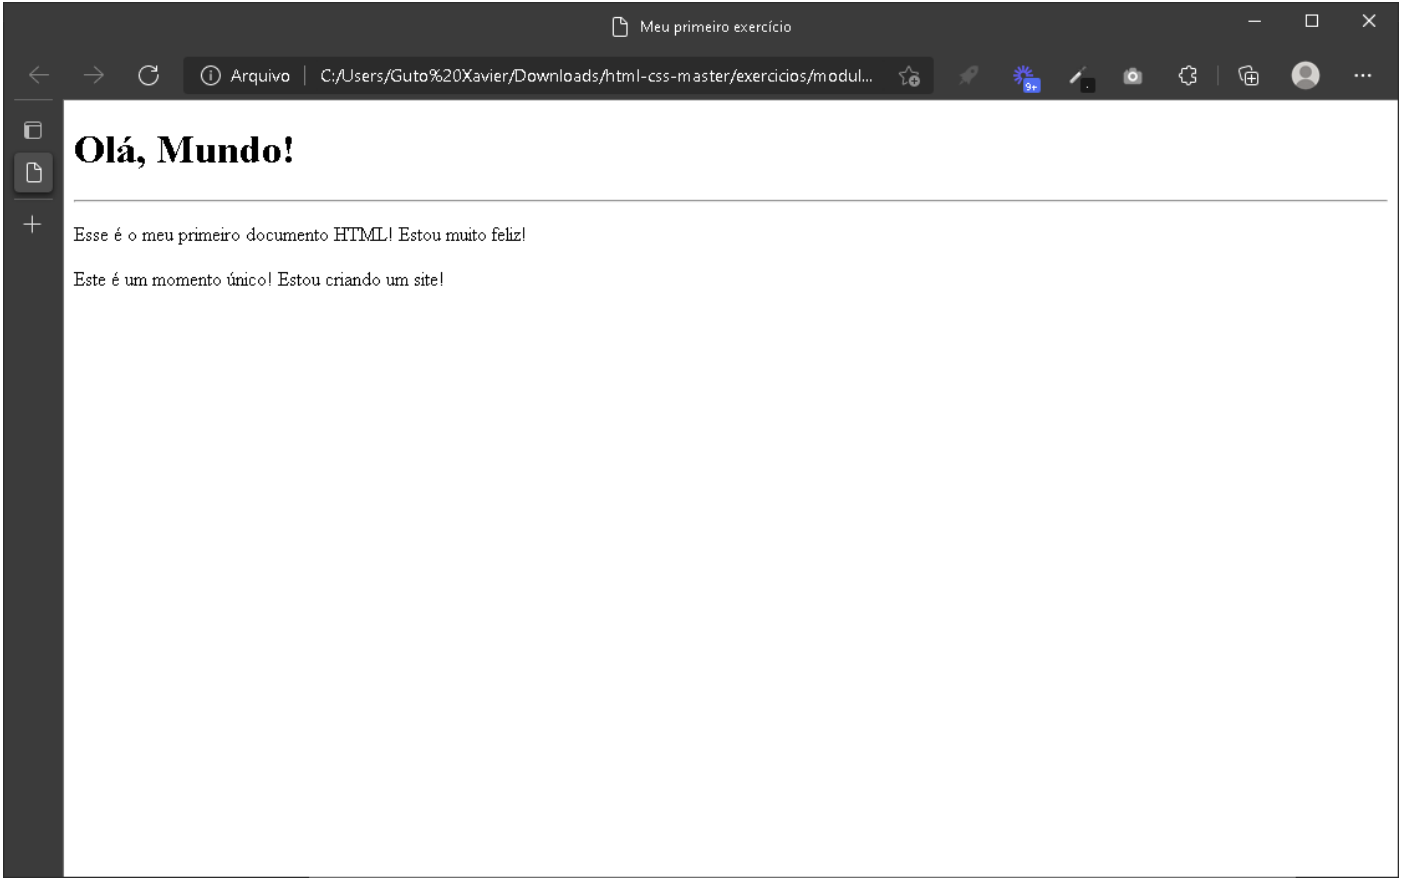 Meu primeiro exercício
Arquivo C:/Users/Guto%20Xavier/Downloads/html-css-master/exercicios/modul...
9+
Olá, Mundo!
Esse é o meu primeiro documento HTML! Estou muito feliz!
Este é um momento único! Estou criando um site!